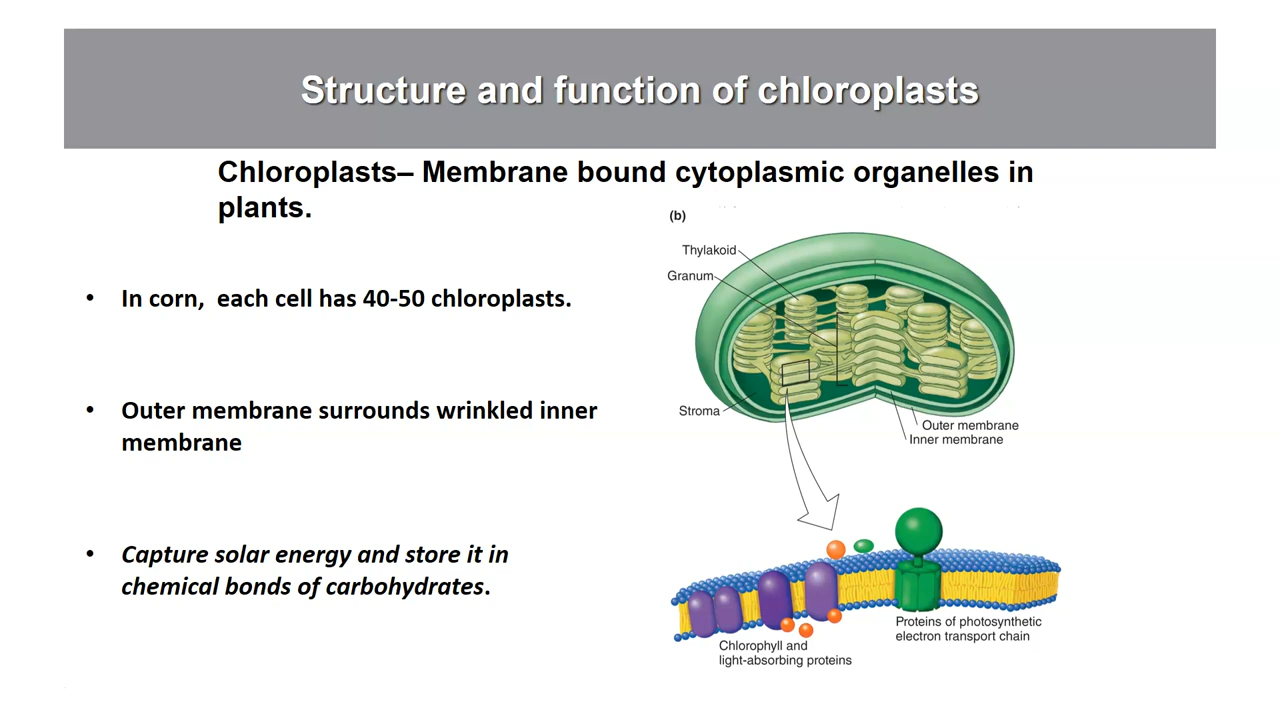 Structure and function of chloroplasts
Chloroplasts– Membrane bound cytoplasmic organelles in
plants.
• In corn,  each cell has 40-50 chloroplasts.
• Outer membrane surrounds wrinkled inner
membrane
• Capture solar energy and store it in
chemical bonds of carbohydrates.
(b)
Thylakoid
Granum
Stroma
Outer membrane
Inner membrane
Proteins of photosynthetic
electron transport chain
Chlorophyll and
light-absorbing proteins